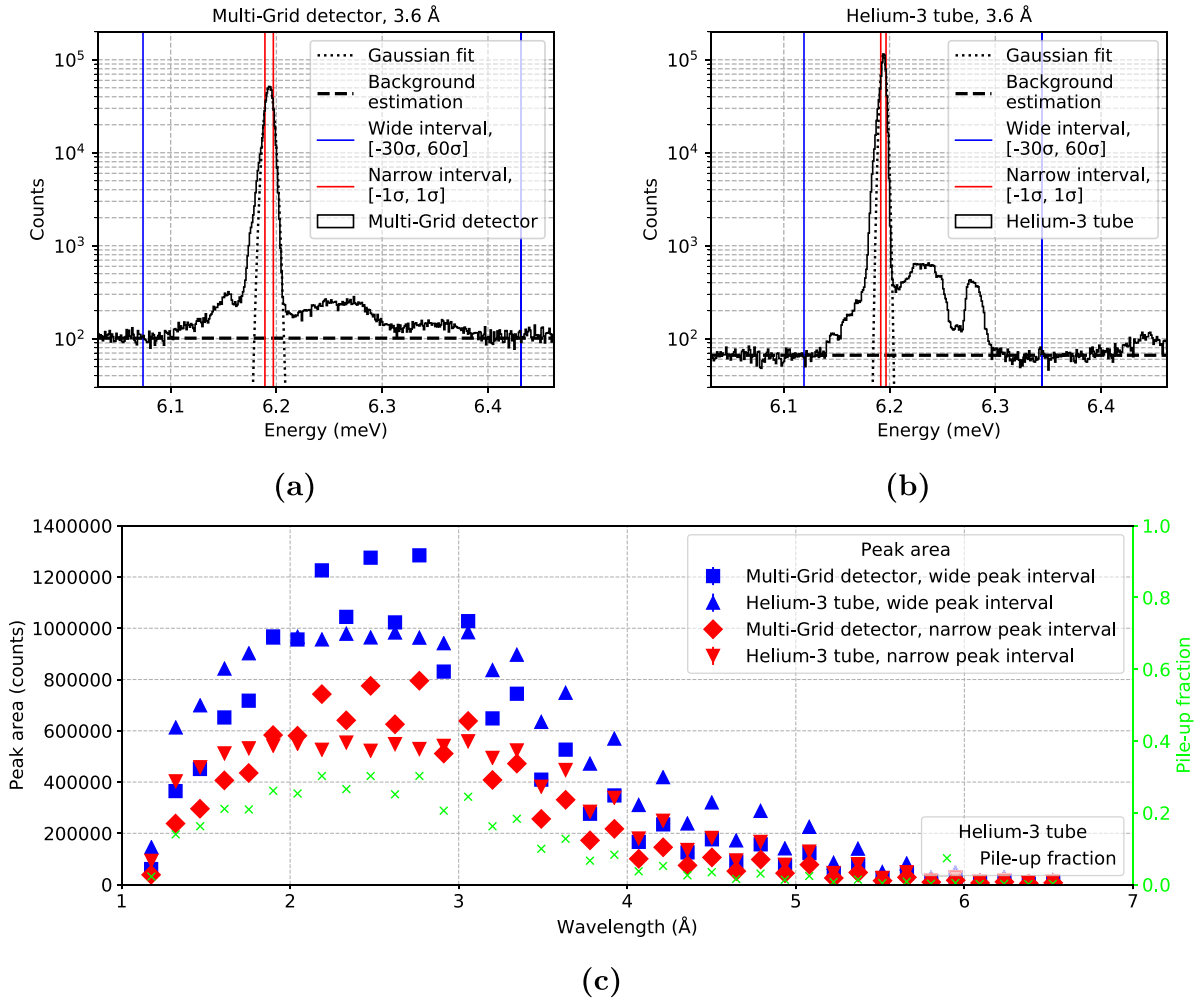 Multi-Grid detector, 3.6 Å
Counts
10^5
10^4
10^3
10^2
6.1 6.2 6.3 6.4
Energy (meV)
Gaussian fit
Background
estimation
Wide interval,
[-30σ, 60σ]
Narrow interval,
[-1σ, 1σ]
Multi-Grid detector
(a)
Helium-3 tube, 3.6 Å
Counts
10^5
10^4
10^3
10^2
6.1 6.2 6.3 6.4
Energy (meV)
Gaussian fit
Background
estimation
Wide interval,
[-30σ, 60σ]
Narrow interval,
[-1σ, 1σ]
Helium-3 tube
(b)
Peak area (counts)
1400000
1200000
1000000
800000
600000
400000
200000
0
1 2 3 4 5 6 7
Wavelength (Å)
Peak area
Multi-Grid detector, wide peak interval
Helium-3 tube, wide peak interval
Multi-Grid detector, narrow peak interval
Helium-3 tube, narrow peak interval
Helium-3 tube
Pile-up fraction
1.0
0.8
0.6
0.4
0.2
0.0
Pile-up fraction
(c)